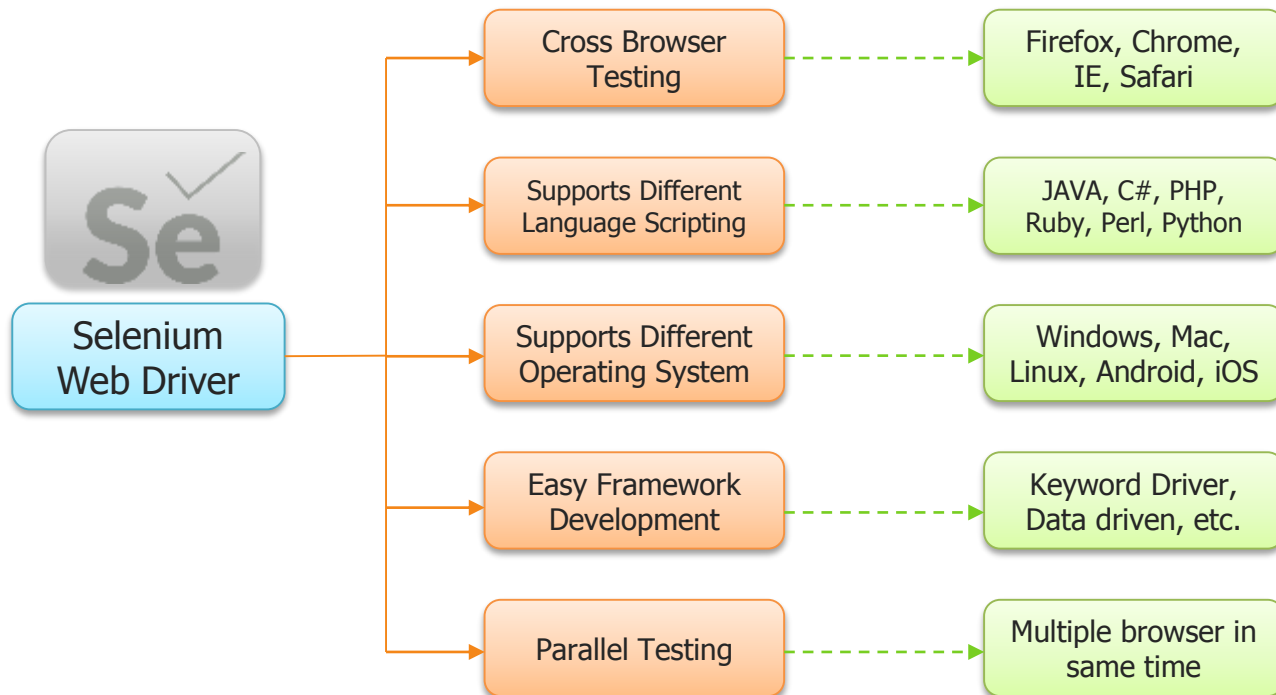 Cross Browser
Testing
Firefox, Chrome,
IE, Safari
Se
Selenium
Web Driver
Supports Different
Language Scripting
JAVA, C#, PHP,
Ruby, Perl, Python
Supports Different
Operating System
Windows, Mac,
Linux, Android, iOS
Easy Framework
Development
Keyword Driver,
Data driven, etc.
Parallel Testing
Multiple browser in
same time